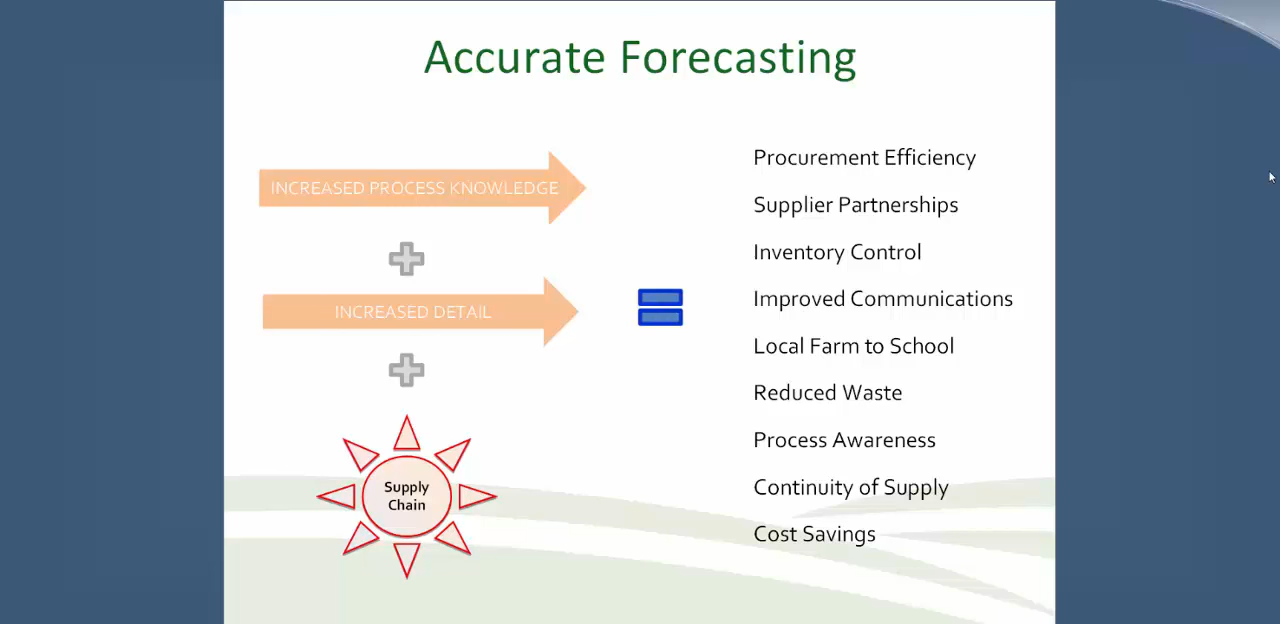 Accurate Forecasting
INCREASED PROCESS KNOWLEDGE
INCREASED DETAIL
Supply
Chain
Procurement Efficiency
Supplier Partnerships
Inventory Control
Improved Communications
Local Farm to School
Reduced Waste
Process Awareness
Continuity of Supply
Cost Savings